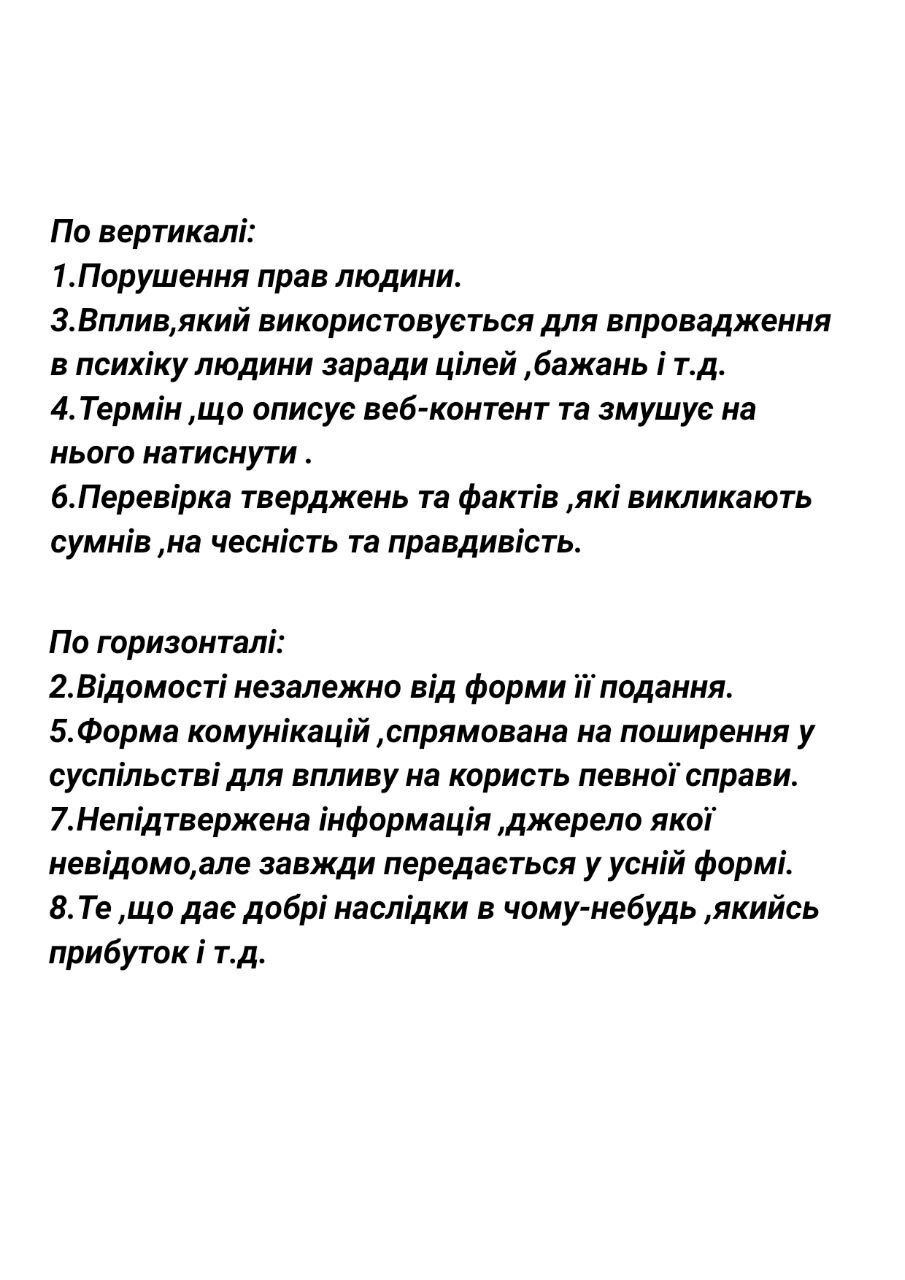 По вертикалі:
1.Порушення прав людини.
3.Вплив,який використовується для впровадження
в психіку людини заради цілей ,бажань і т.д.
4.Термін ,що описує веб-контент та змушує на
нього натиснути .
6.Перевірка тверджень та фактів ,які викликають
сумнів ,на чесність та правдивість.
По горизонталі:
2.Відомості незалежно від форми її подання.
5.Форма комунікацій ,спрямована на поширення у
суспільстві для впливу на користь певної справи.
7.Непідтвержена інформація ,джерело якої
невідомо,але завжди передається у усній формі.
8.Те ,що дає добрі наслідки в чому-небудь ,якийсь
прибуток і т.д.